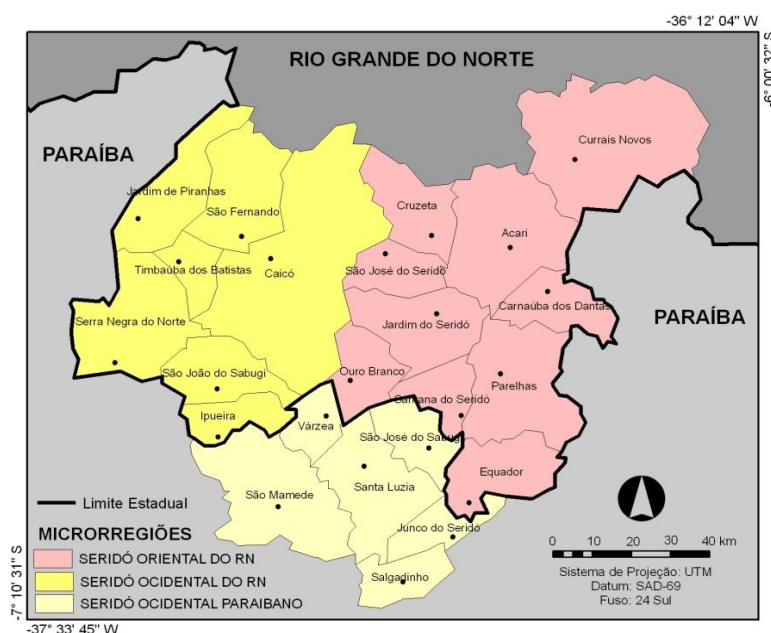 -36° 12' 04" W
-6° 00' 32" S
RIO GRANDE DO NORTE
PARAÍBA
Currais Novos
Jardim de Piranhas
São Fernando
Cruzeta
Acari
Timbaúba dos Batistas
Caicó
São José do Seridó
Carnaúba dos Dantas
Serra Negra do Norte
Jardim do Seridó
PARAÍBA
São João do Sabugi
Ouro Branco
Parelhas
Santana do Seridó
Ipueira
Várzea
São José do Sabugi
Equador
Santa Luzia
São Mamede
Junco do Seridó
Salgadinho
Limite Estadual
MICRORREGIÕES
SERIDÓ ORIENTAL DO RN
SERIDÓ OCIDENTAL DO RN
SERIDÓ OCIDENTAL PARAIBANO
0 10 20 30 40 km
Sistema de Projeção: UTM
Datum: SAD-69
Fuso: 24 Sul
-7° 10' 31" S
-37° 33' 45" W